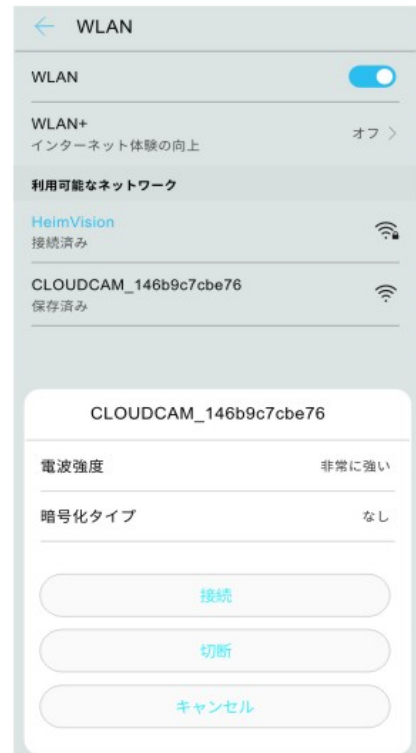 WLAN
WLAN
WLAN+
インターネット体験の向上
オフ
利用可能なネットワーク
HeimVision
接続済み
CLOUDCAM_146b9c7cbe76
保存済み
CLOUDCAM_146b9c7cbe76
電波強度 非常に強い
暗号化タイプ なし
接続
切断
キャンセル